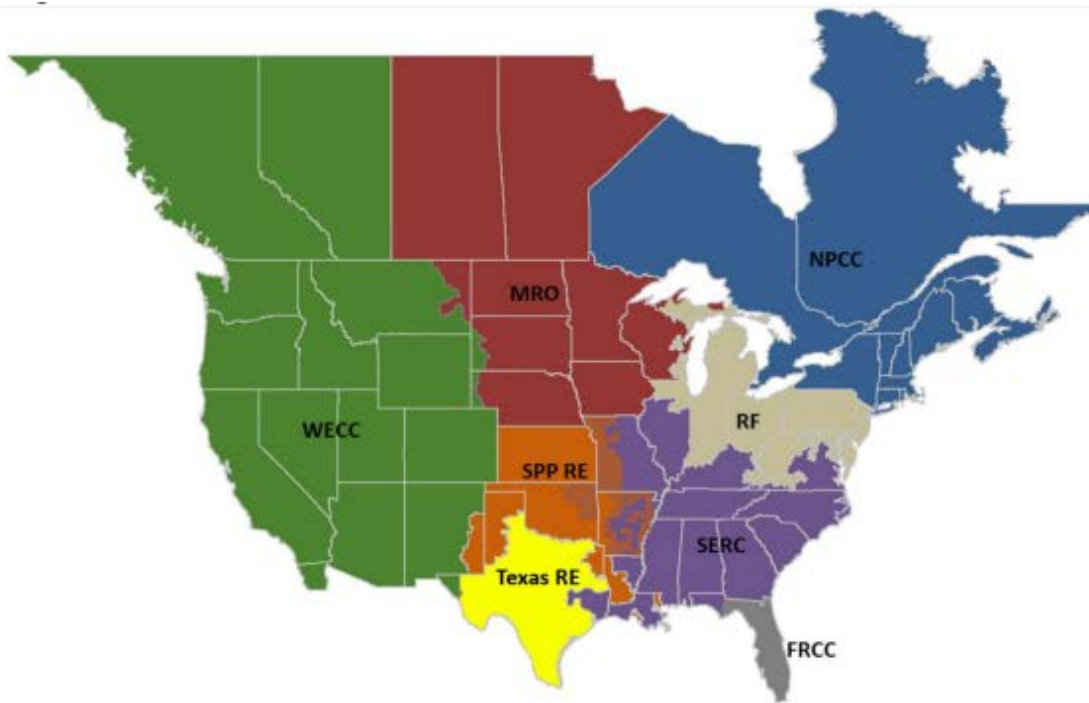 NPCC
MRO
RF
WECC
SPP RE
SERC
Texas RE
FRCC